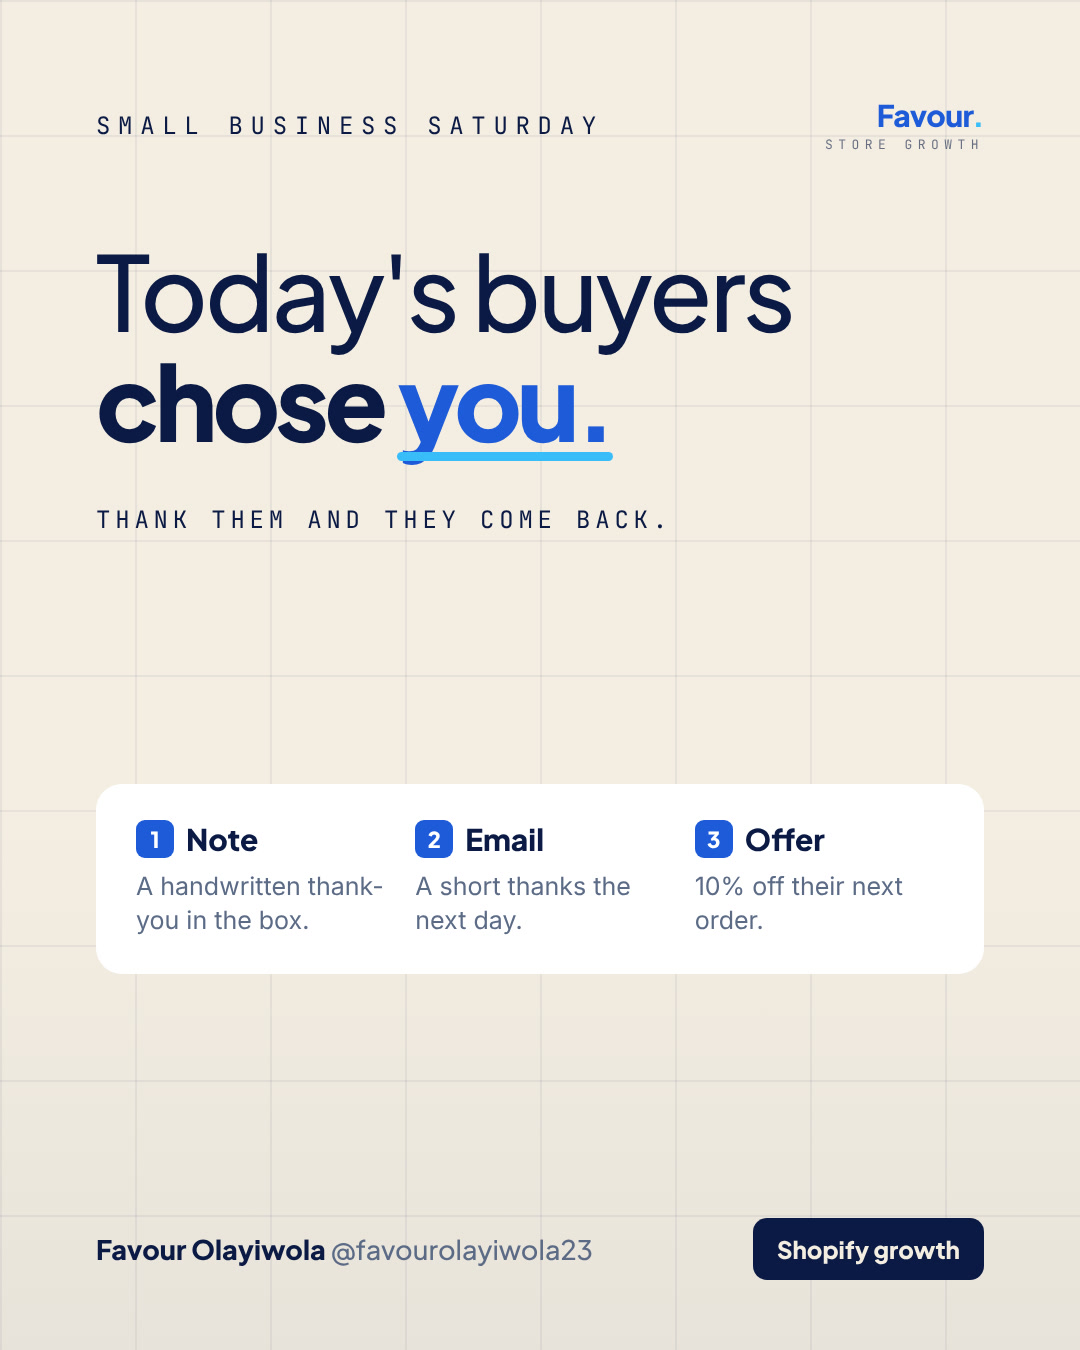 SMALL BUSINESS SATURDAY
Favour.
STORE GROWTH
Today's buyers
chose you.
THANK THEM AND THEY COME BACK.
1 Note
A handwritten thank-
you in the box.
2 Email
A short thanks the
next day.
3 Offer
10% off their next
order.
Favour Olayiwola @favourolayiwola23
Shopify growth